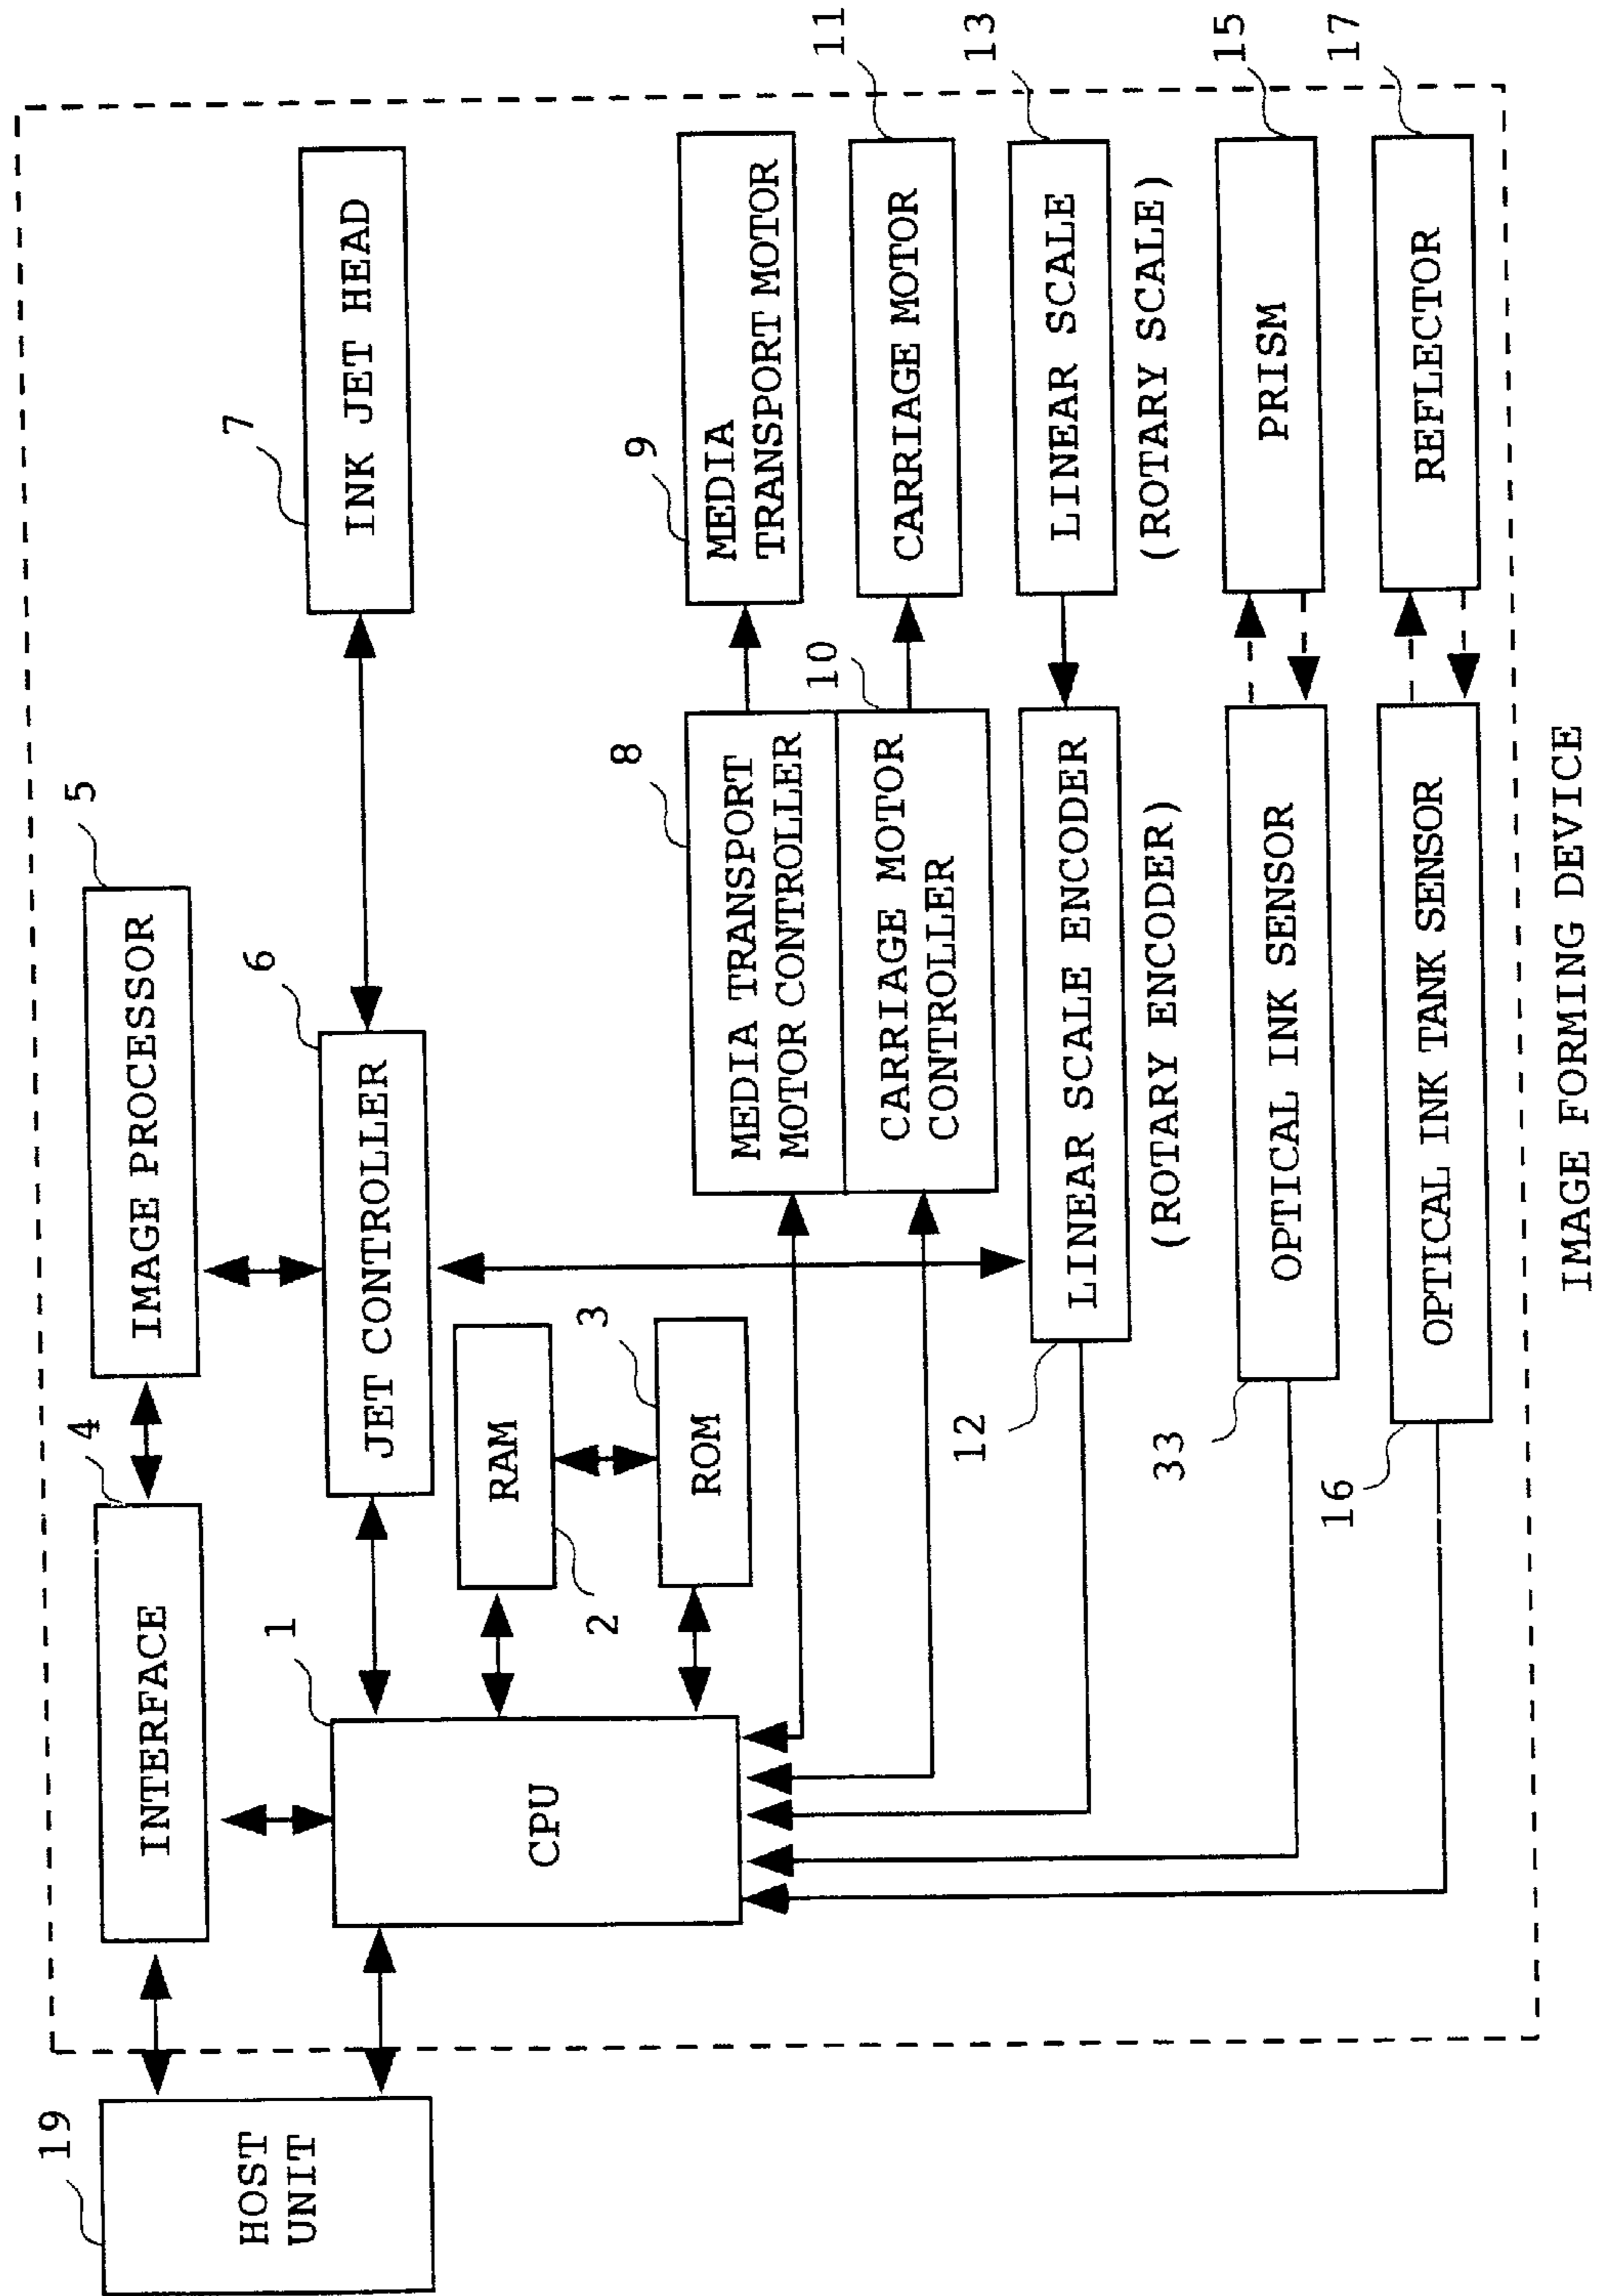 19
HOST
UNIT
4
INTERFACE
5
IMAGE PROCESSOR
1
CPU
6
JET CONTROLLER
7
INK JET HEAD
RAM
2
3
ROM
8
MEDIA TRANSPORT
MOTOR CONTROLLER
9
MEDIA
TRANSPORT MOTOR
10
CARRIAGE MOTOR
CONTROLLER
11
CARRIAGE MOTOR
12
LINEAR SCALE ENCODER
(ROTARY ENCODER)
13
LINEAR SCALE
(ROTARY SCALE)
33
OPTICAL INK SENSOR
15
PRISM
16
OPTICAL INK TANK SENSOR
17
REFLECTOR
IMAGE FORMING DEVICE